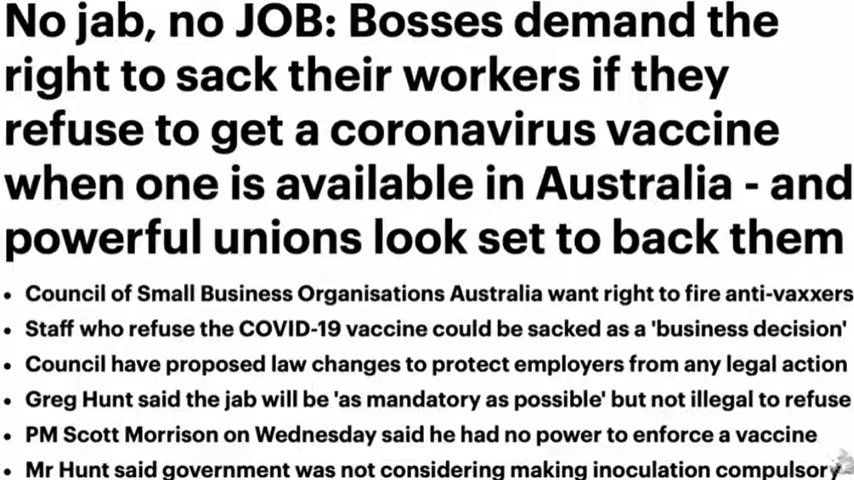 No jab, no JOB: Bosses demand the
right to sack their workers if they
refuse to get a coronavirus vaccine
when one is available in Australia - and
powerful unions look set to back them
• Council of Small Business Organisations Australia want right to fire anti-vaxxers
• Staff who refuse the COVID-19 vaccine could be sacked as a 'business decision'
• Council have proposed law changes to protect employers from any legal action
• Greg Hunt said the jab will be 'as mandatory as possible' but not illegal to refuse
• PM Scott Morrison on Wednesday said he had no power to enforce a vaccine
• Mr Hunt said government was not considering making inoculation compulsory